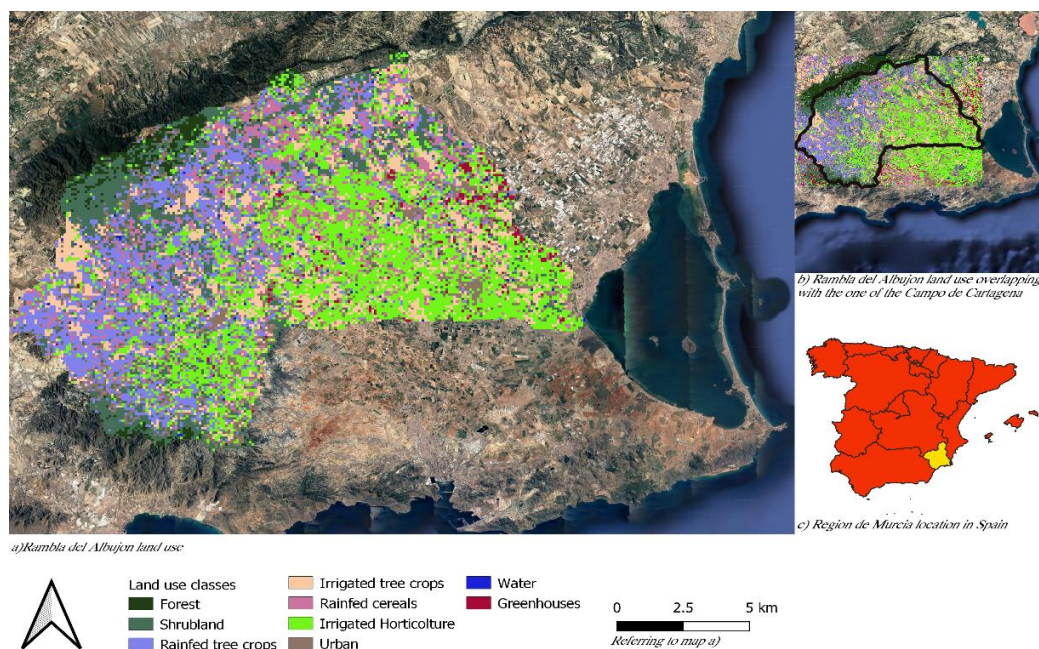 b) Rambla del Albujon land use overlapping
with the one of the Campo de Cartagena
c) Region de Murcia location in Spain
a)Rambla del Albujon land use
Land use classes
Forest
Shrubland
Rainfed tree crops
Irrigated tree crops
Rainfed cereals
Irrigated Horticolture
Urban
Water
Greenhouses
0 2.5 5 km
Referring to map a)